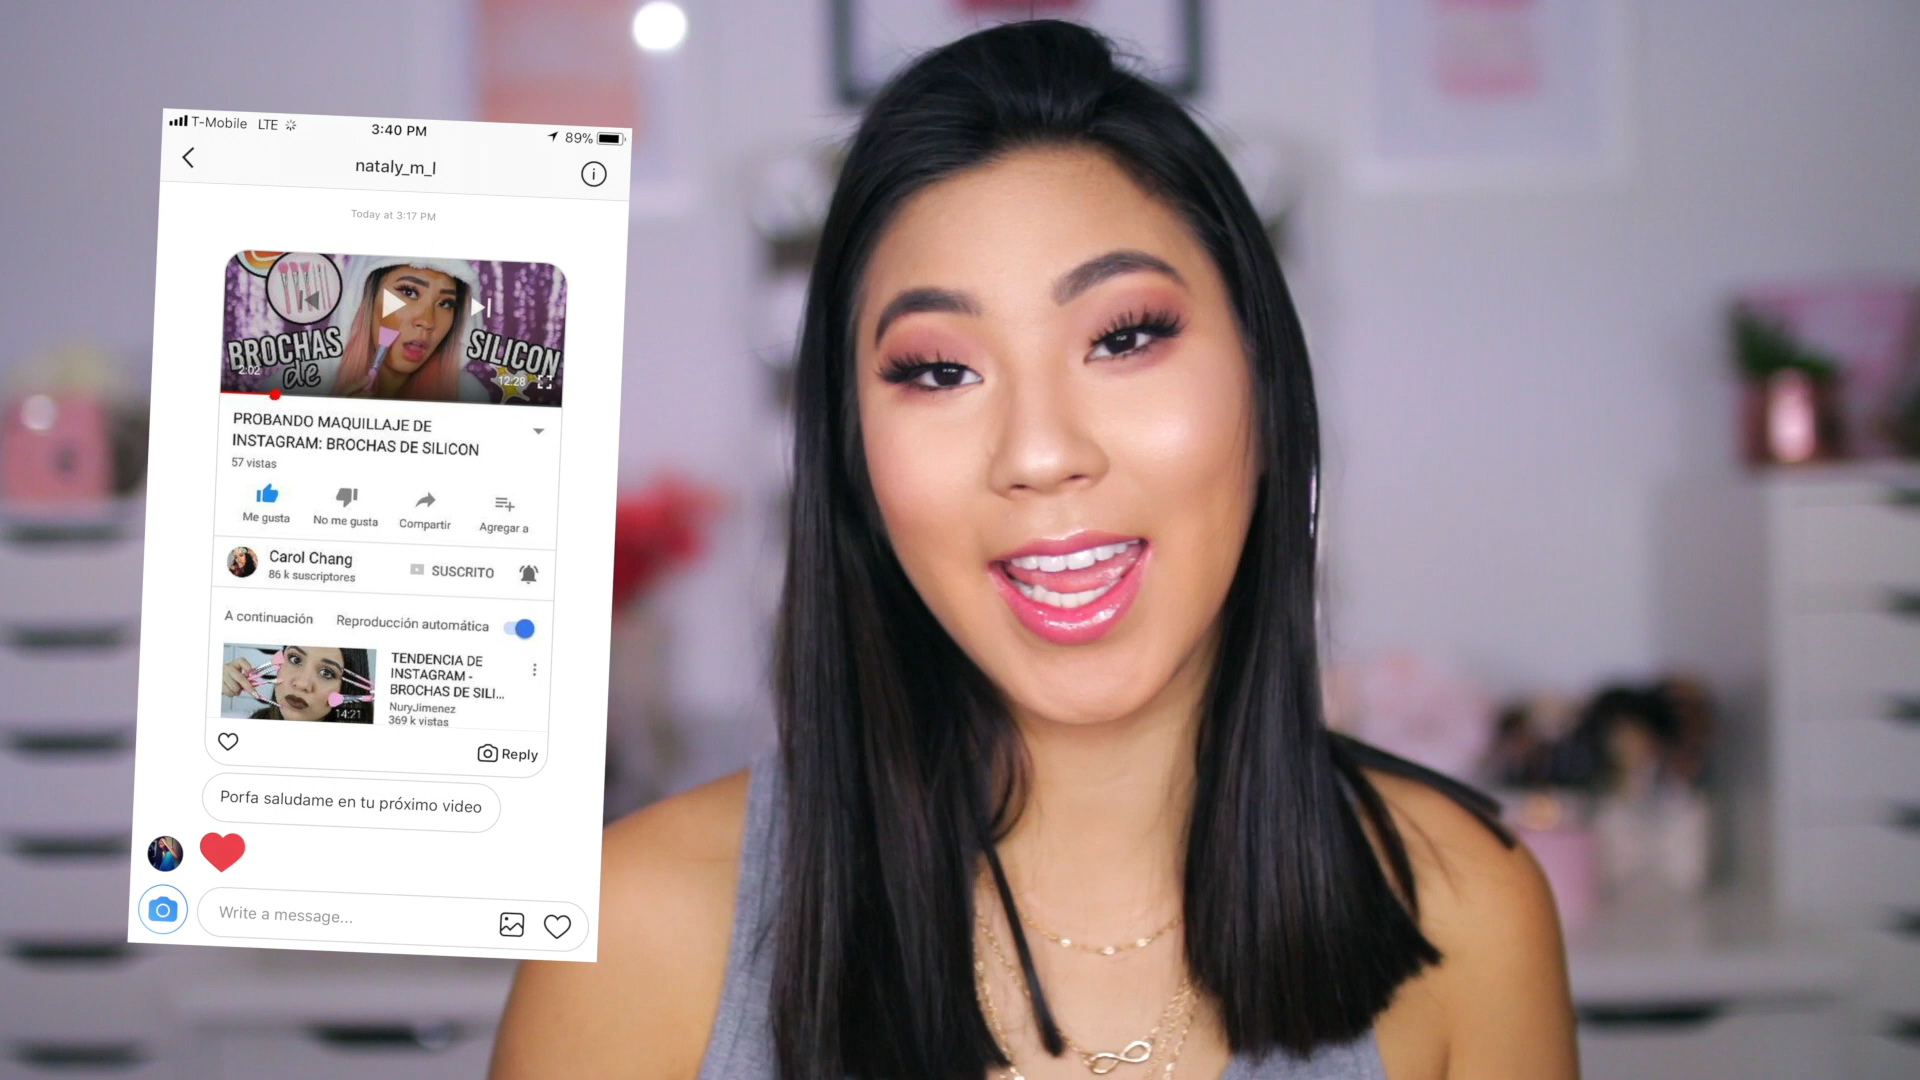 T-Mobile LTE 3:40 PM 89%
nataly_m_l
Today at 3:17 PM
BROCHAS
de
SILICON
2:02
12:28
PROBANDO MAQUILLAJE DE
INSTAGRAM: BROCHAS DE SILICON
57 vistas
Me gusta No me gusta Compartir Agregar a
Carol Chang
86 k suscriptores
SUSCRITO
A continuación Reproducción automática
TENDENCIA DE
INSTAGRAM -
BROCHAS DE SILI...
NuryJimenez
369 k vistas
14:21
Reply
Porfa saludame en tu próximo video
Write a message...